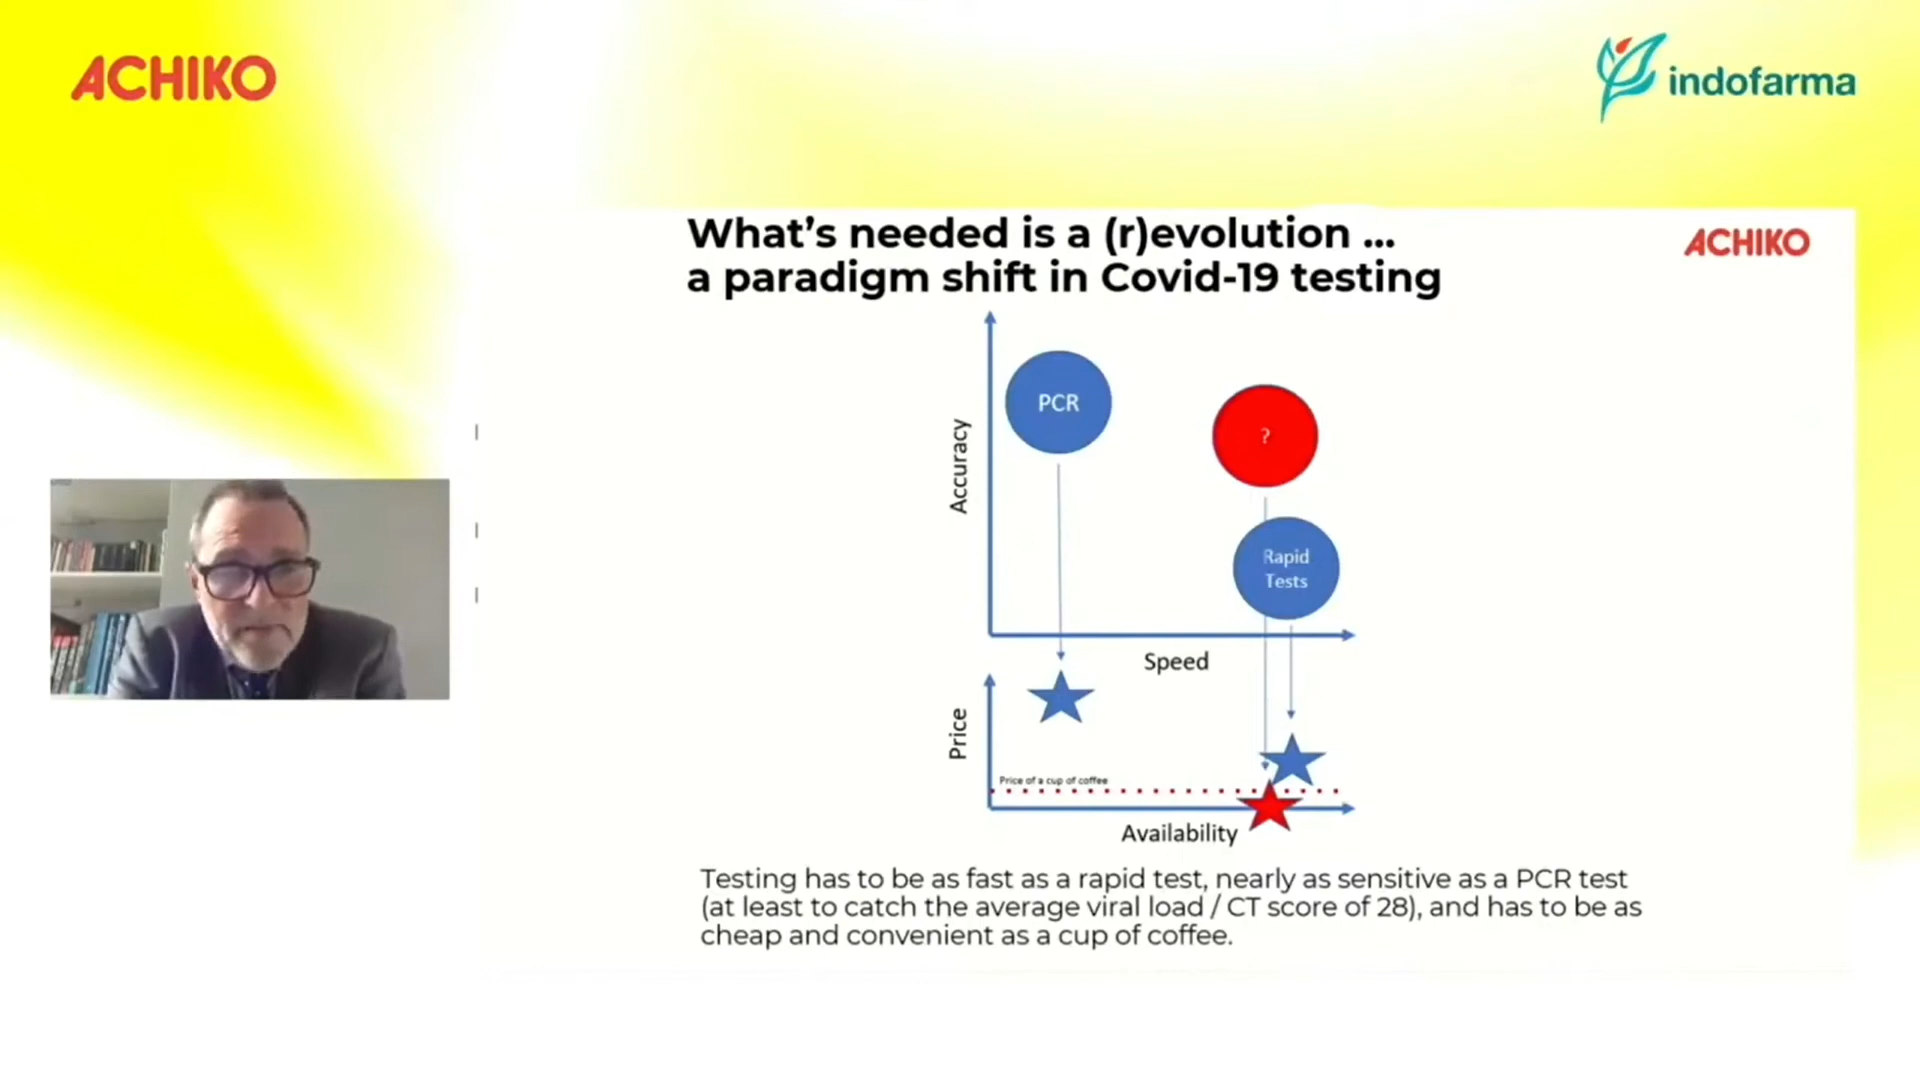 ACHIKO
indofarma
What's needed is a (r)evolution ...
a paradigm shift in Covid-19 testing
ACHIKO
PCR
?
Accuracy
Rapid
Tests
Speed
Price
Price of a cup of coffee
Availability
Testing has to be as fast as a rapid test, nearly as sensitive as a PCR test
(at least to catch the average viral load / CT score of 28), and has to be as
cheap and convenient as a cup of coffee.